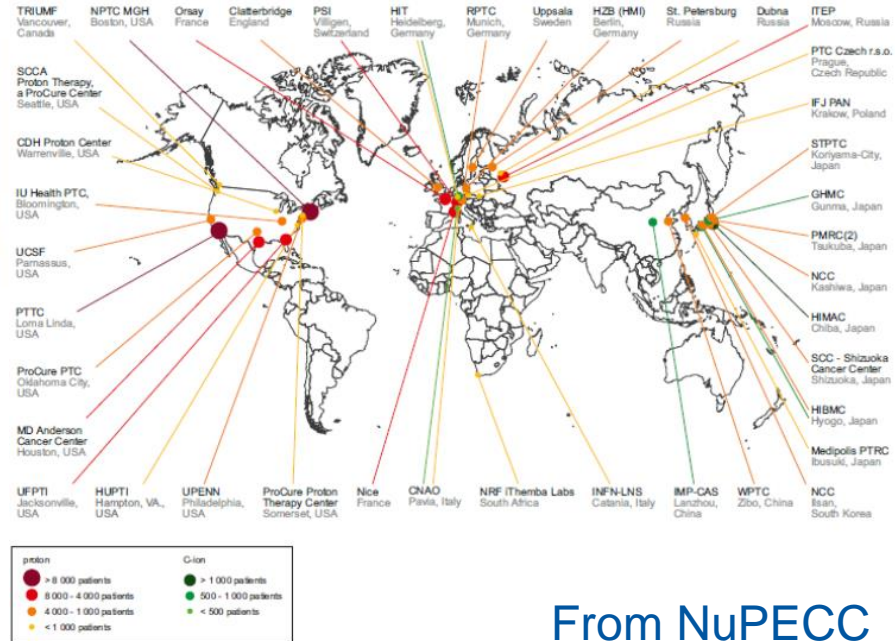 TRIUMF
Vancouver,
Canada
NPTC MGH
Boston, USA
Orsay
France
Clatterbridge
England
PSI
Villigen,
Switzerland
HIT
Heidelberg,
Germany
RPTC
Munich,
Germany
Uppsala
Sweden
HZB (HMI)
Berlin,
Germany
St. Petersburg
Russia
Dubna
Russia
ITEP
Moscow, Russia
SCCA
Proton Therapy,
a ProCure Center
Seattle, USA
CDH Proton Center
Warrenville, USA
IU Health PTC,
Bloomington,
USA
UCSF
Parnassus,
USA
PTTC
Loma Linda,
USA
ProCure PTC
Oklahoma City,
USA
MD Anderson
Cancer Center
Houston, USA
PTC Czech r.s.o.
Prague,
Czech Republic
IFJ PAN
Krakow, Poland
STPTC
Koriyama-City,
Japan
GHMC
Gunma, Japan
PMRC(2)
Tsukuba, Japan
NCC
Kashiwa, Japan
HIMAC
Chiba, Japan
SCC - Shizuoka
Cancer Center
Shizuoka, Japan
HIBMC
Hyogo, Japan
Medipolis PTRC
Ibusuki, Japan
UFPTI
Jacksonville,
USA
HUPTI
Hampton, VA.,
USA
UPENN
Philadelphia,
USA
ProCure Proton
Therapy Center
Somerset, USA
Nice
France
CNAO
Pavia, Italy
NRF iThemba Labs
South Africa
INFN-LNS
Catania, Italy
IMP-CAS
Lanzhou,
China
WPTC
Zibo, China
NCC
Ilsan,
South Korea
proton
> 8 000 patients
8 000 - 4 000 patients
4 000 - 1 000 patients
< 1 000 patients
C-ion
> 1 000 patients
500 - 1 000 patients
< 500 patients
From NuPECC